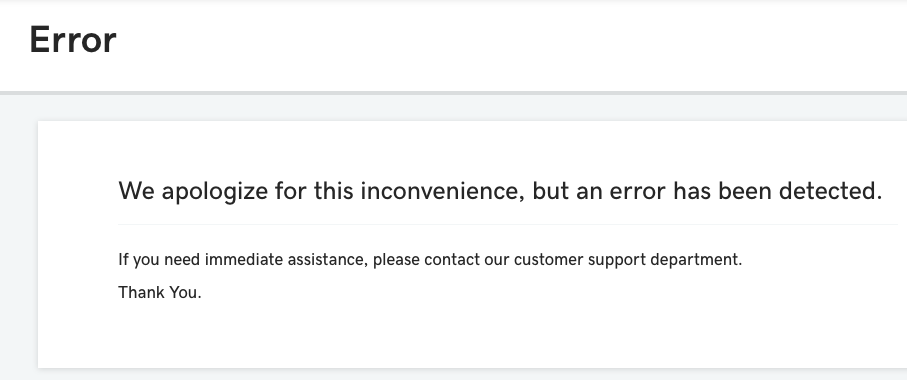 Error
We apologize for this inconvenience, but an error has been detected.
If you need immediate assistance, please contact our customer support department.
Thank You.